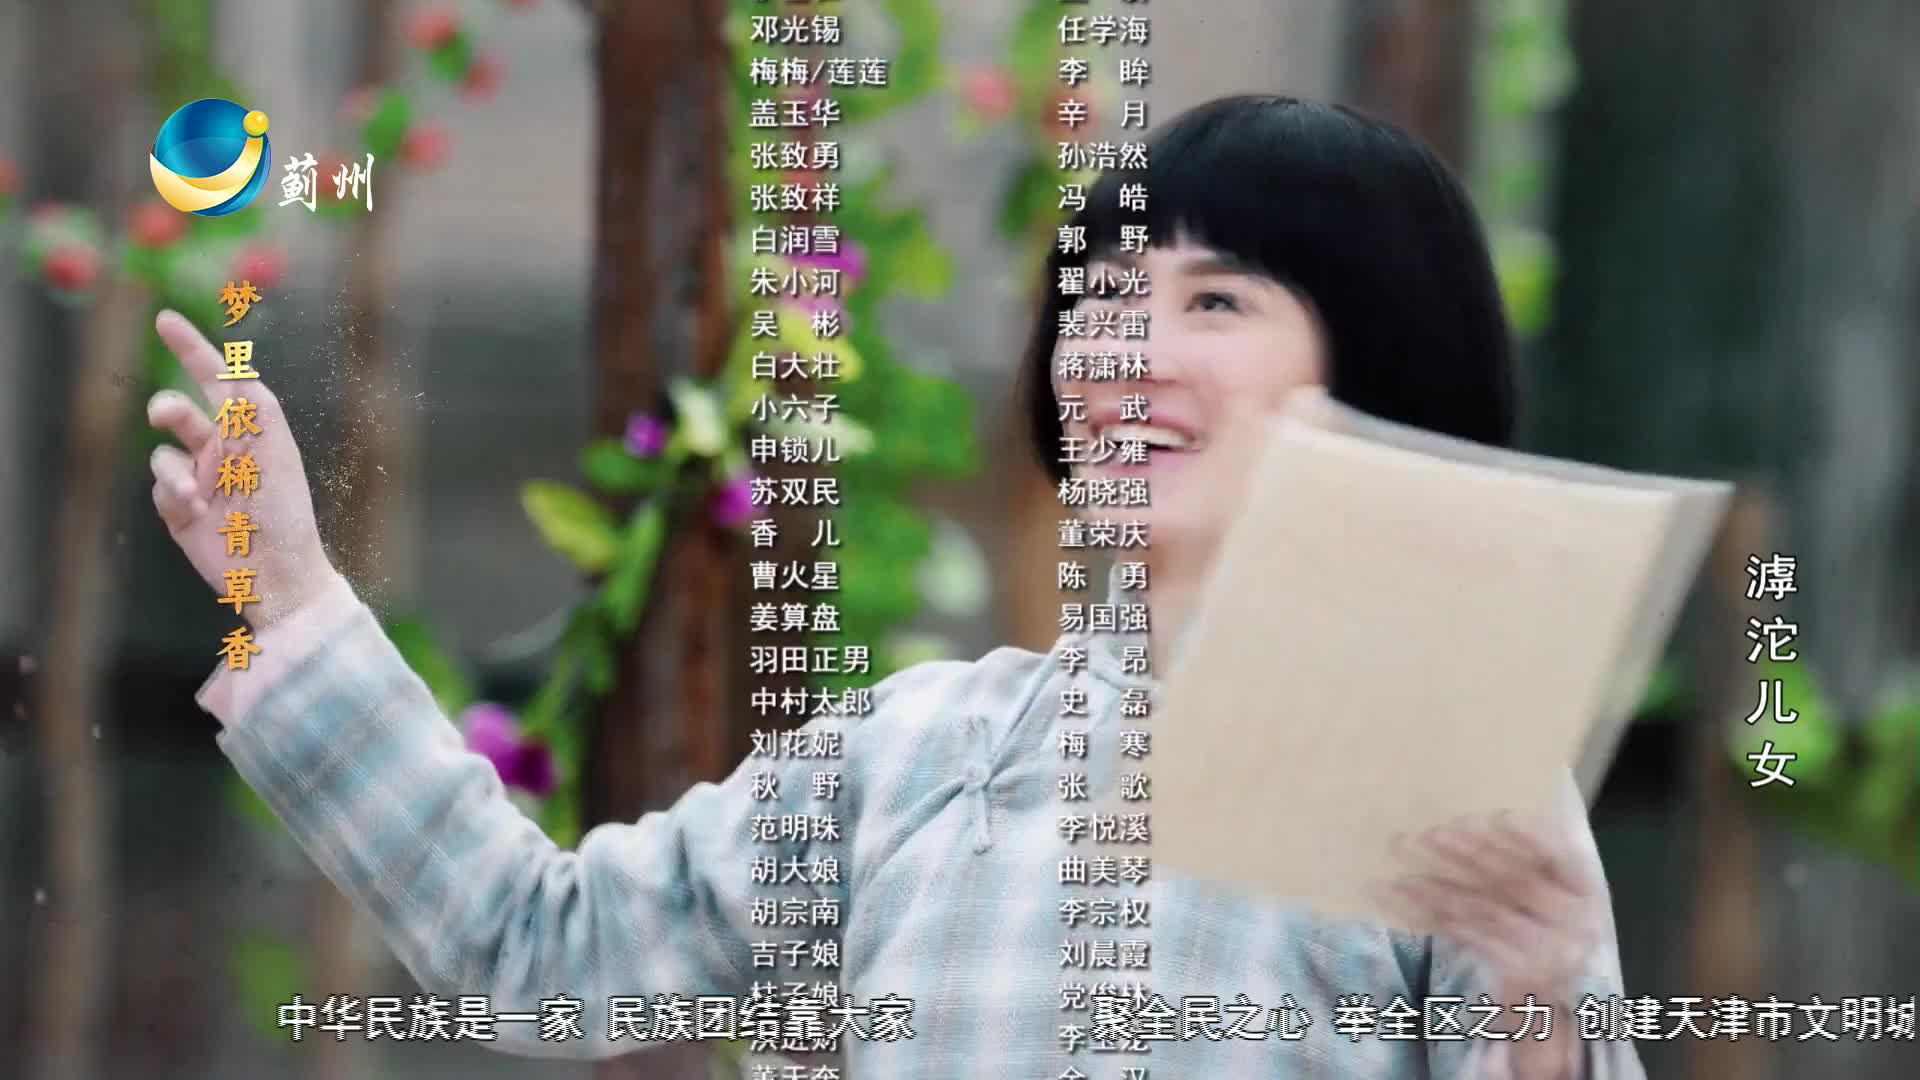 邓光锡 任学海
梅梅/莲莲 李 眸
盖玉华 辛 月
张致勇 孙浩然
张致祥 冯 皓
白润雪 郭 野
朱小河 翟小光
吴 彬 裴兴雷
白大壮 蒋潇林
小六子 元 武
申锁儿 王少雍
苏双民 杨晓强
香 儿 董荣庆
曹火星 陈 勇
姜算盘 易国强
羽田正男 李 昂
中村太郎 史 磊
刘花妮 梅 寒
秋 野 张 歌
范明珠 李悦溪
胡大娘 曲美琴
胡宗南 李宗权
吉子娘 刘晨霞
蓟州
梦里依稀青草香
滹沱儿女
中华民族是一家 民族团结靠大家 聚全民之心 举全区之力 创建天津市文明城